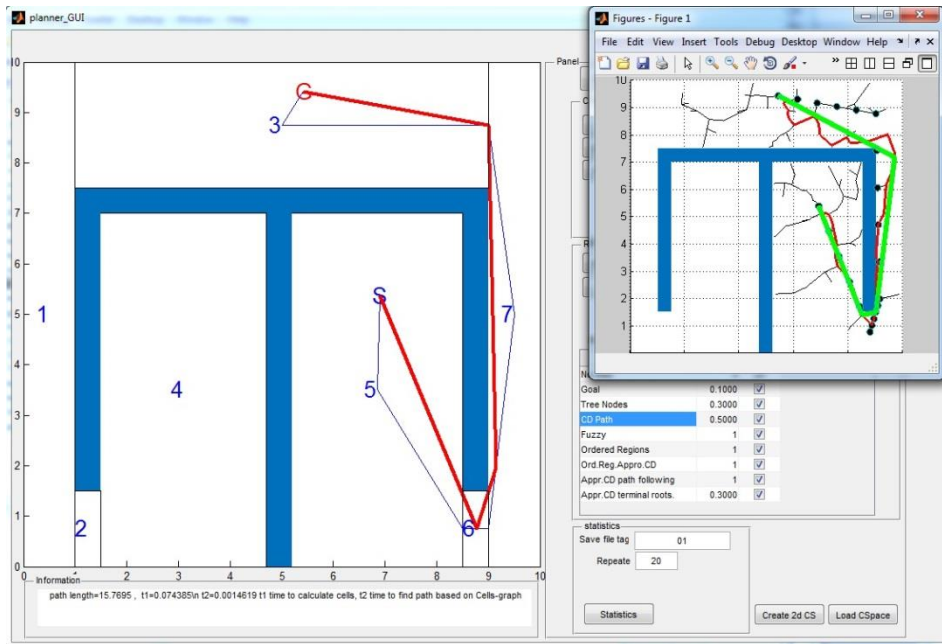 planner_GUI
Figures - Figure 1
File Edit View Insert Tools Debug Desktop Window Help
10
9
8
7
6
5
4
3
2
1
0
0 1 2 3 4 5 6 7 8 9 10
G
3
S
1
7
4
5
2
6
10
9
8
7
6
5
4
3
2
1
Panel
Goal 0.1000
Tree Nodes 0.3000
CD Path 0.5000
Fuzzy 1
Ordered Regions 1
Ord.Reg.Appro.CD 1
Appr.CD path following 1
Appr.CD terminal roots. 0.3000
statistics
Save file tag 01
Repeate 20
Statistics
Create 2d CS
Load CSpace
Information
path length=15.7695 , t1=0.074385\n t2=0.0014619 t1 time to calculate cells, t2 time to find path based on Cells-graph